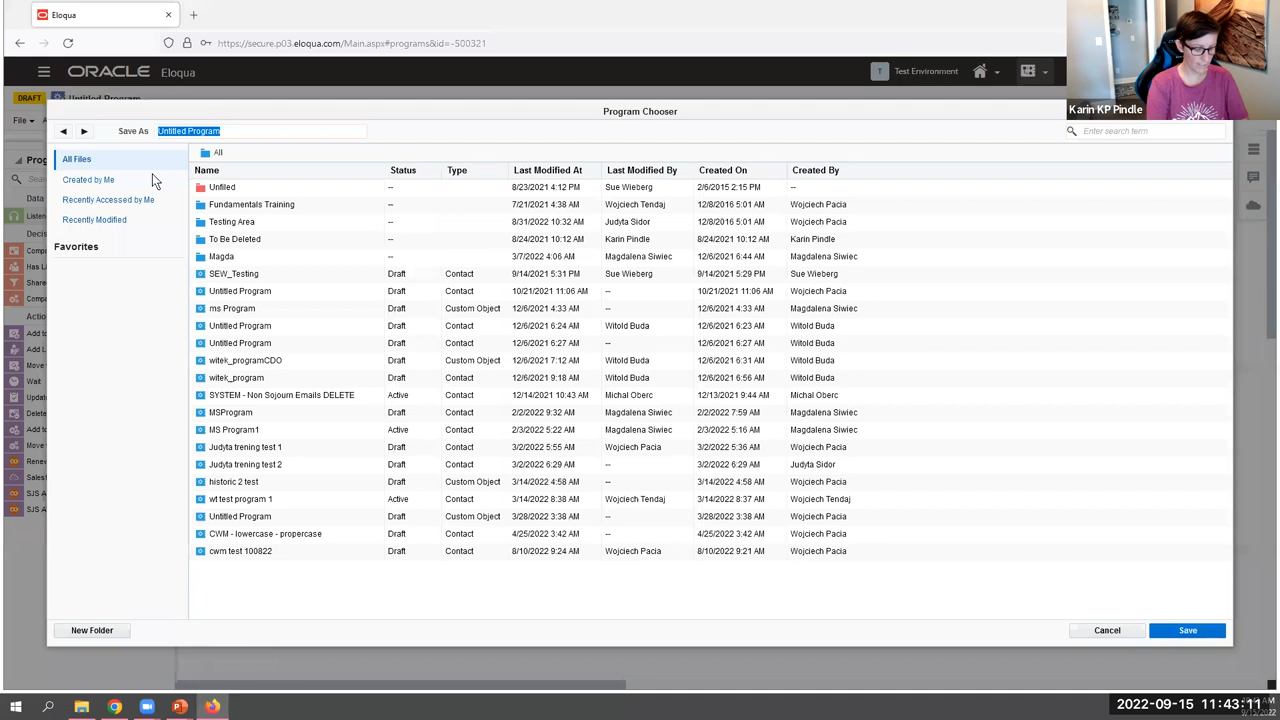 Eloqua
https://secure.p03.eloqua.com/Main.aspx#programs&id=-500321
ORACLE Eloqua
T Test Environment
DRAFT Untitled Program
File
Program Chooser
Karin KP Pindle
Save As Untitled Program
Enter search term
All Files
Created by Me
Recently Accessed by Me
Recently Modified
Favorites
All
Name Status Type Last Modified At Last Modified By Created On Created By
Unfiled -- 8/23/2021 4:12 PM Sue Wieberg 2/6/2015 2:15 PM --
Fundamentals Training -- 7/21/2021 4:38 AM Wojciech Tendaj 12/8/2016 5:01 AM Wojciech Pacia
Testing Area -- 8/31/2022 10:32 AM Judyta Sidor 12/8/2016 5:01 AM Wojciech Pacia
To Be Deleted -- 8/24/2021 10:12 AM Karin Pindle 8/24/2021 10:12 AM Karin Pindle
Magda -- 3/7/2022 4:06 AM Magdalena Siwiec 12/6/2021 6:44 AM Magdalena Siwiec
SEW_Testing Draft Contact 9/14/2021 5:31 PM Sue Wieberg 9/14/2021 5:29 PM Sue Wieberg
Untitled Program Draft Contact 10/21/2021 11:06 AM -- 10/21/2021 11:06 AM Wojciech Pacia
ms Program Draft Custom Object 12/6/2021 4:33 AM Magdalena Siwiec 12/6/2021 4:33 AM Magdalena Siwiec
Untitled Program Draft Contact 12/6/2021 6:24 AM Witold Buda 12/6/2021 6:23 AM Witold Buda
Untitled Program Draft Contact 12/6/2021 6:27 AM -- 12/6/2021 6:27 AM Witold Buda
witek_programCDO Draft Custom Object 12/6/2021 7:12 AM Witold Buda 12/6/2021 6:31 AM Witold Buda
witek_program Draft Contact 12/6/2021 9:18 AM Witold Buda 12/6/2021 6:56 AM Witold Buda
SYSTEM - Non Sojourn Emails DELETE Active Contact 12/14/2021 10:43 AM Michal Oberc 12/13/2021 9:44 AM Michal Oberc
MSProgram Draft Contact 2/2/2022 9:32 AM Magdalena Siwiec 2/2/2022 7:59 AM Magdalena Siwiec
MS Program1 Active Contact 2/3/2022 5:22 AM Magdalena Siwiec 2/3/2022 5:16 AM Magdalena Siwiec
Judyta trening test 1 Draft Contact 3/2/2022 5:55 AM Wojciech Pacia 3/2/2022 5:36 AM Wojciech Pacia
Judyta trening test 2 Draft Contact 3/2/2022 6:29 AM -- 3/2/2022 6:29 AM Judyta Sidor
historic 2 test Draft Custom Object 3/14/2022 4:58 AM -- 3/14/2022 4:58 AM Wojciech Pacia
wt test program 1 Active Contact 3/14/2022 8:38 AM Wojciech Tendaj 3/14/2022 8:37 AM Wojciech Tendaj
Untitled Program Draft Custom Object 3/28/2022 3:38 AM -- 3/28/2022 3:38 AM Wojciech Pacia
CWM - lowercase - propercase Draft Contact 4/25/2022 3:42 AM -- 4/25/2022 3:42 AM Wojciech Pacia
cwm test 100822 Draft Contact 8/10/2022 9:24 AM Wojciech Pacia 8/10/2022 9:21 AM Wojciech Pacia
New Folder Cancel Save
2022-09-15 11:43:11